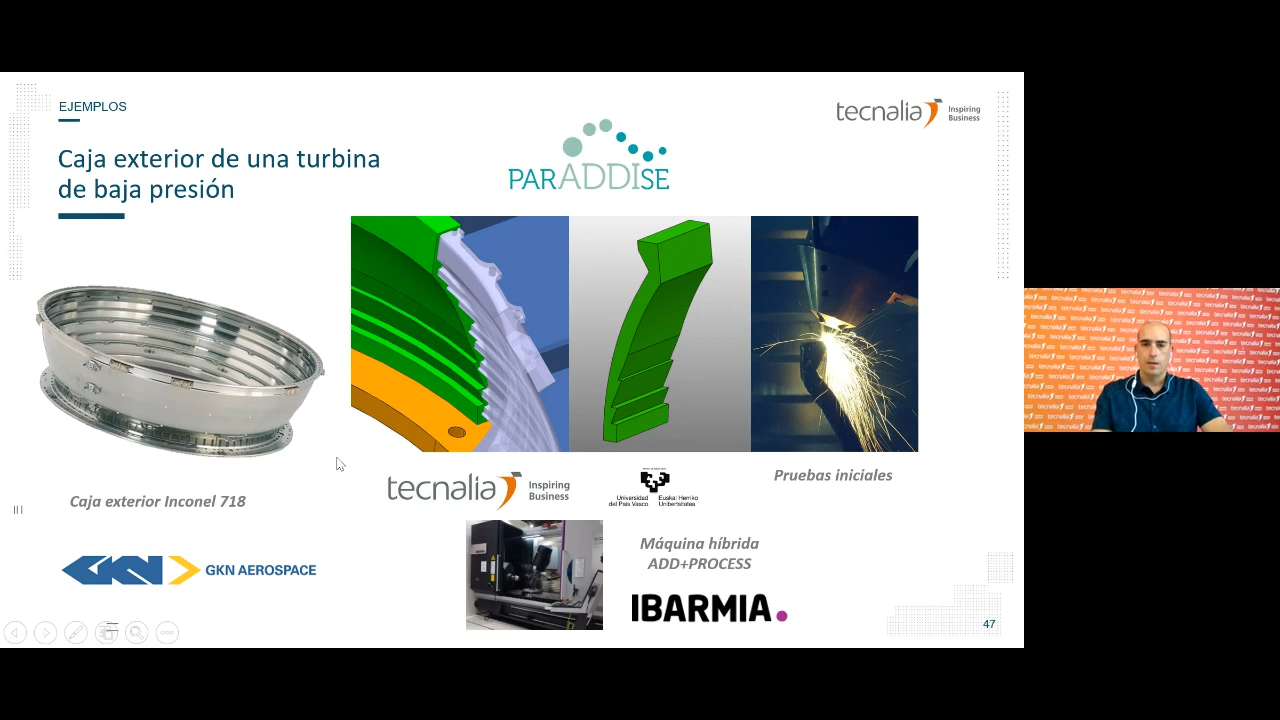 EJEMPLOS
tecnalia Inspiring
Business
Caja exterior de una turbina
de baja presión
PARADDISE
Pruebas iniciales
tecnalia Inspiring
Business
Universidad
del País Vasco
Euskal Herriko
Unibertsitatea
Caja exterior Inconel 718
Máquina híbrida
ADD+PROCESS
GKN AEROSPACE
IBARMIA.
47
tecnalia